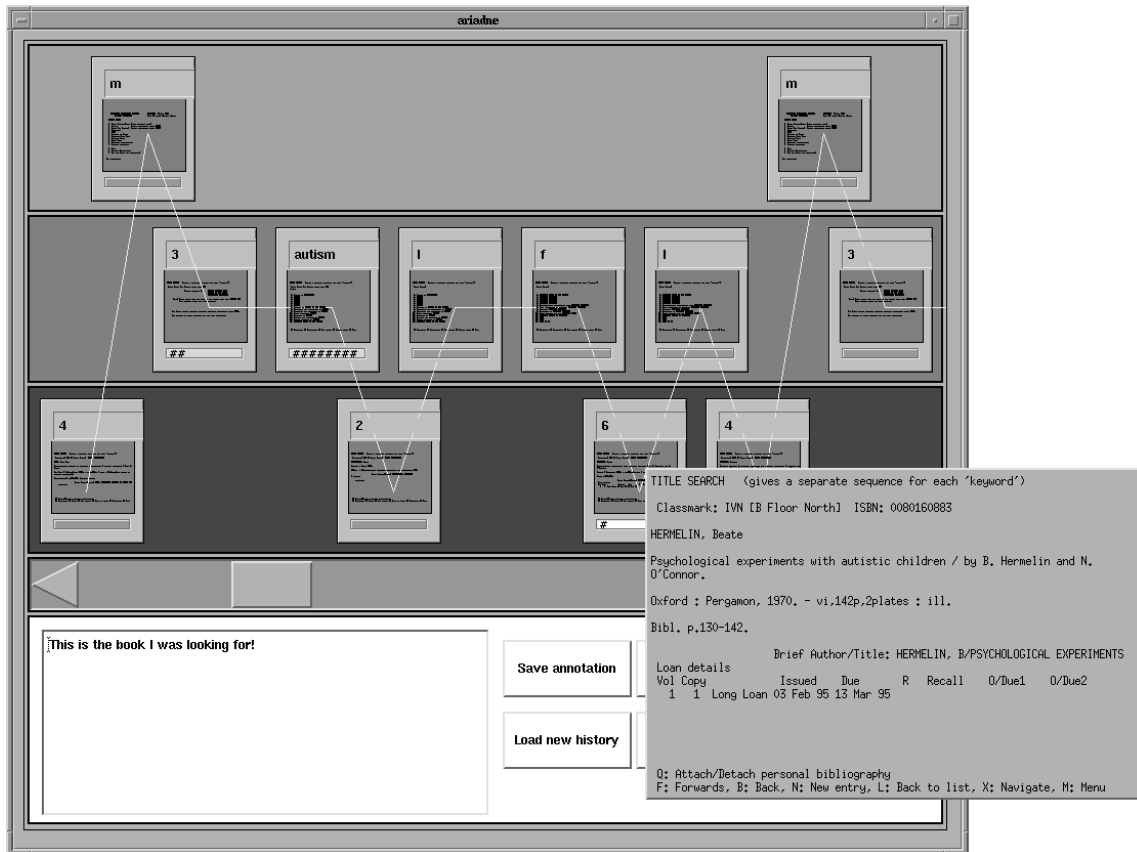 ariadne
m
m
3
autism
l
f
l
3
##
########
4
2
6
4
#
TITLE SEARCH (gives a separate sequence for each 'keyword')
Classmark: IVN [B Floor North] ISBN: 0080160883
HERMELIN, Beate
Psychological experiments with autistic children / by B. Hermelin and N.
O'Connor.
Oxford : Pergamon, 1970. - vi,142p,2plates : ill.
Bibl. p.130-142.
Brief Author/Title: HERMELIN, B/PSYCHOLOGICAL EXPERIMENTS
Loan details
Vol Copy Issued Due R Recall O/Due1 O/Due2
1 1 Long Loan 03 Feb 95 13 Mar 95
Q: Attach/Detach personal bibliography
F: Forwards, B: Back, N: New entry, L: Back to list, X: Navigate, M: Menu
This is the book I was looking for!
Save annotation
Load new history